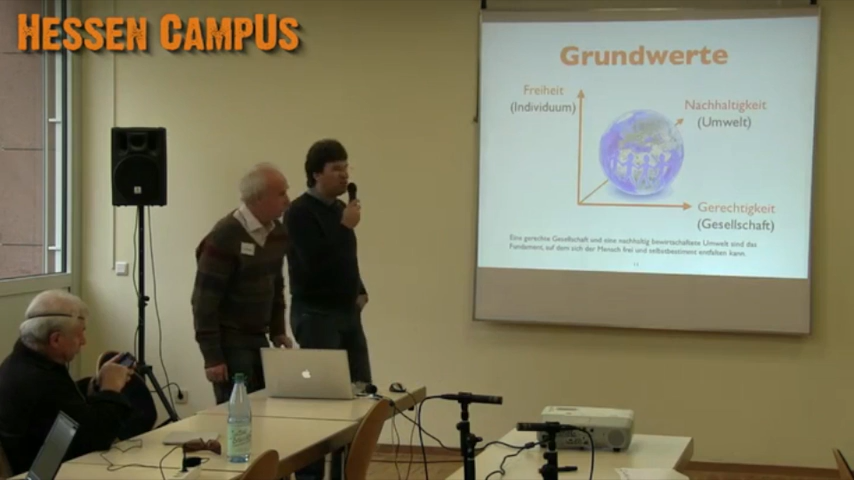 HESSEN CAMPUS
Grundwerte
Freiheit
(Individuum)
Nachhaltigkeit
(Umwelt)
Gerechtigkeit
(Gesellschaft)
Eine gerechte Gesellschaft und eine nachhaltig bewirtschaftete Umwelt sind das
Fundament, auf dem sich der Mensch frei und selbstbestimmt entfalten kann.